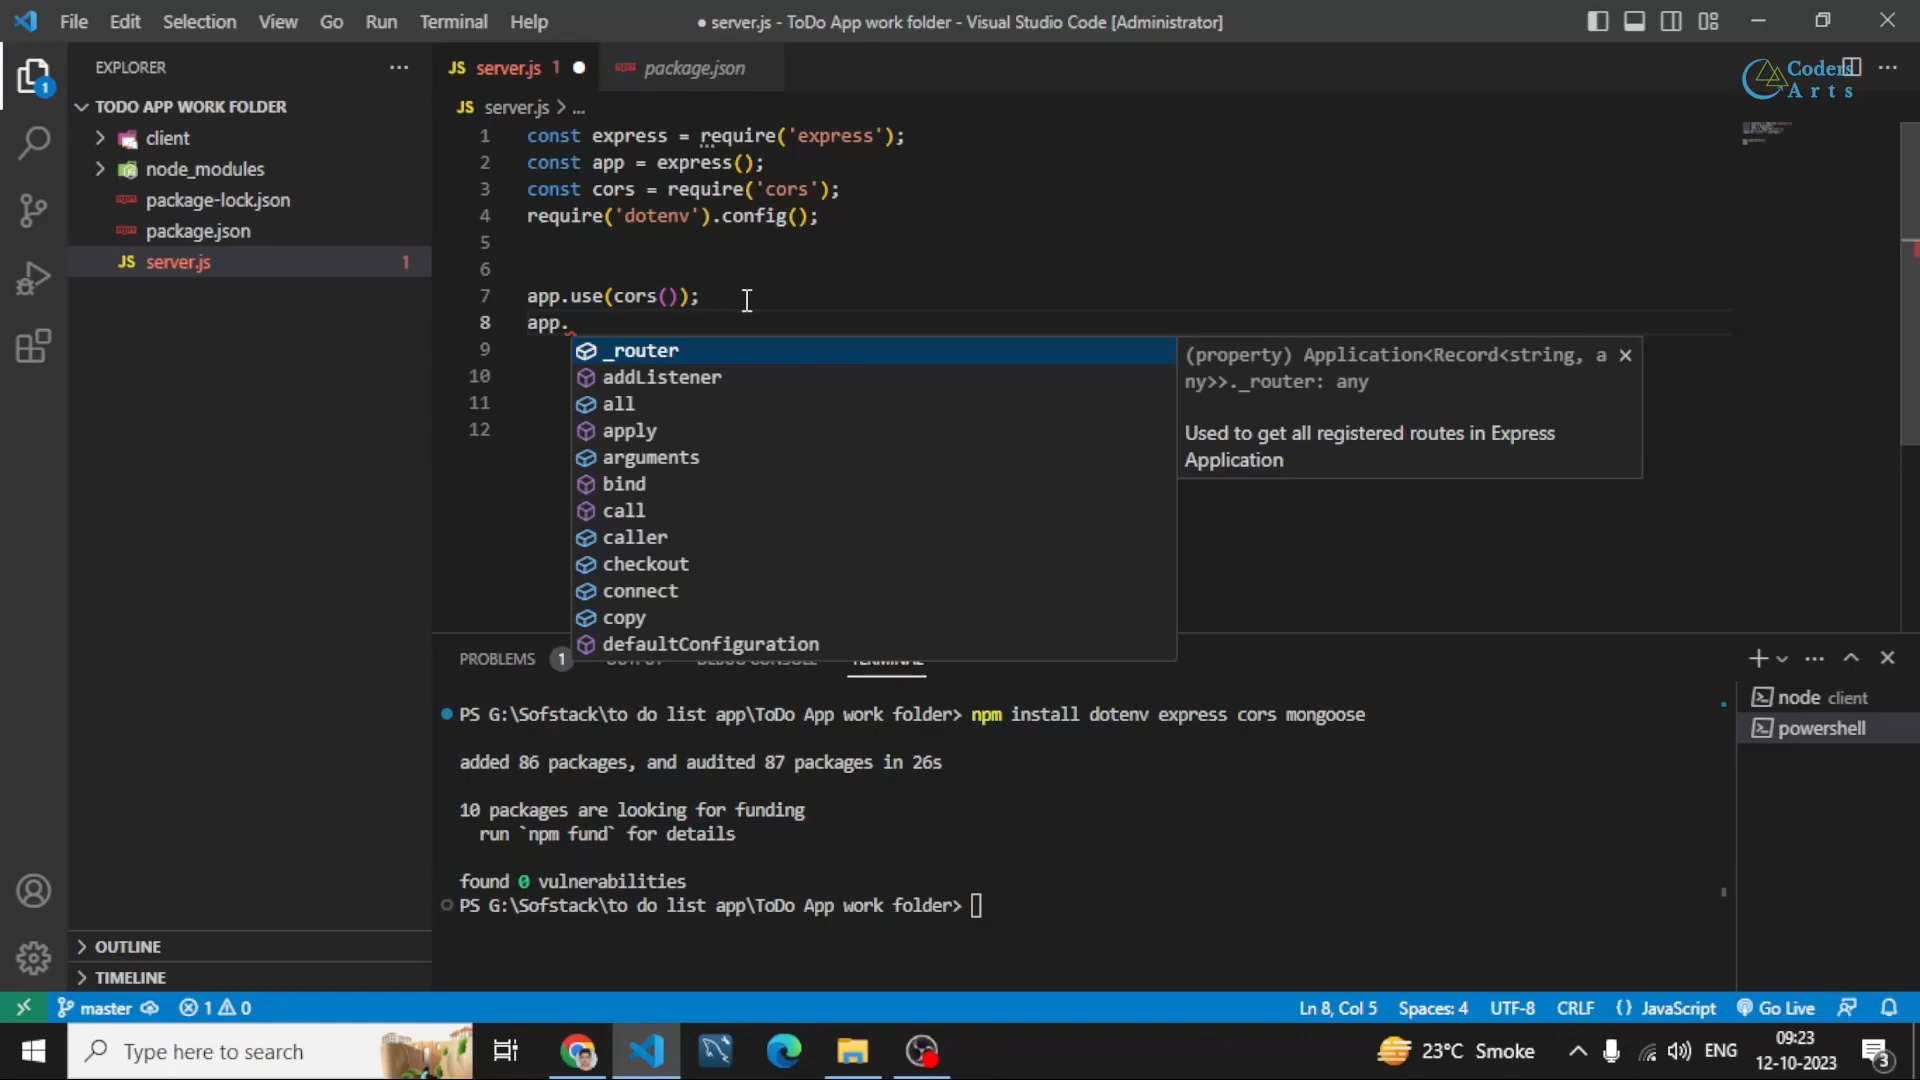 File Edit Selection View Go Run Terminal Help
● server.js - ToDo App work folder - Visual Studio Code [Administrator]
EXPLORER
TODO APP WORK FOLDER
client
node_modules
package-lock.json
package.json
JS server.js 1
OUTLINE
TIMELINE
1
JS server.js 1
package.json
JS server.js > ...
Coders
Arts
1 const express = require('express');
2 const app = express();
3 const cors = require('cors');
4 require('dotenv').config();
5
6
7 app.use(cors());
8 app.
9
10
11
12
_router
addListener
all
apply
arguments
bind
call
caller
checkout
connect
copy
defaultConfiguration
(property) Application<Record<string, a
ny>>._router: any
Used to get all registered routes in Express
Application
PROBLEMS 1 OUTPUT DEBUG CONSOLE TERMINAL
PS G:\Sofstack\to do list app\ToDo App work folder> npm install dotenv express cors mongoose
added 86 packages, and audited 87 packages in 26s
10 packages are looking for funding
run `npm fund` for details
found 0 vulnerabilities
PS G:\Sofstack\to do list app\ToDo App work folder>
node client
powershell
master 1 0
Ln 8, Col 5 Spaces: 4 UTF-8 CRLF {} JavaScript Go Live
Type here to search
23°C Smoke
ENG
09:23
12-10-2023
3